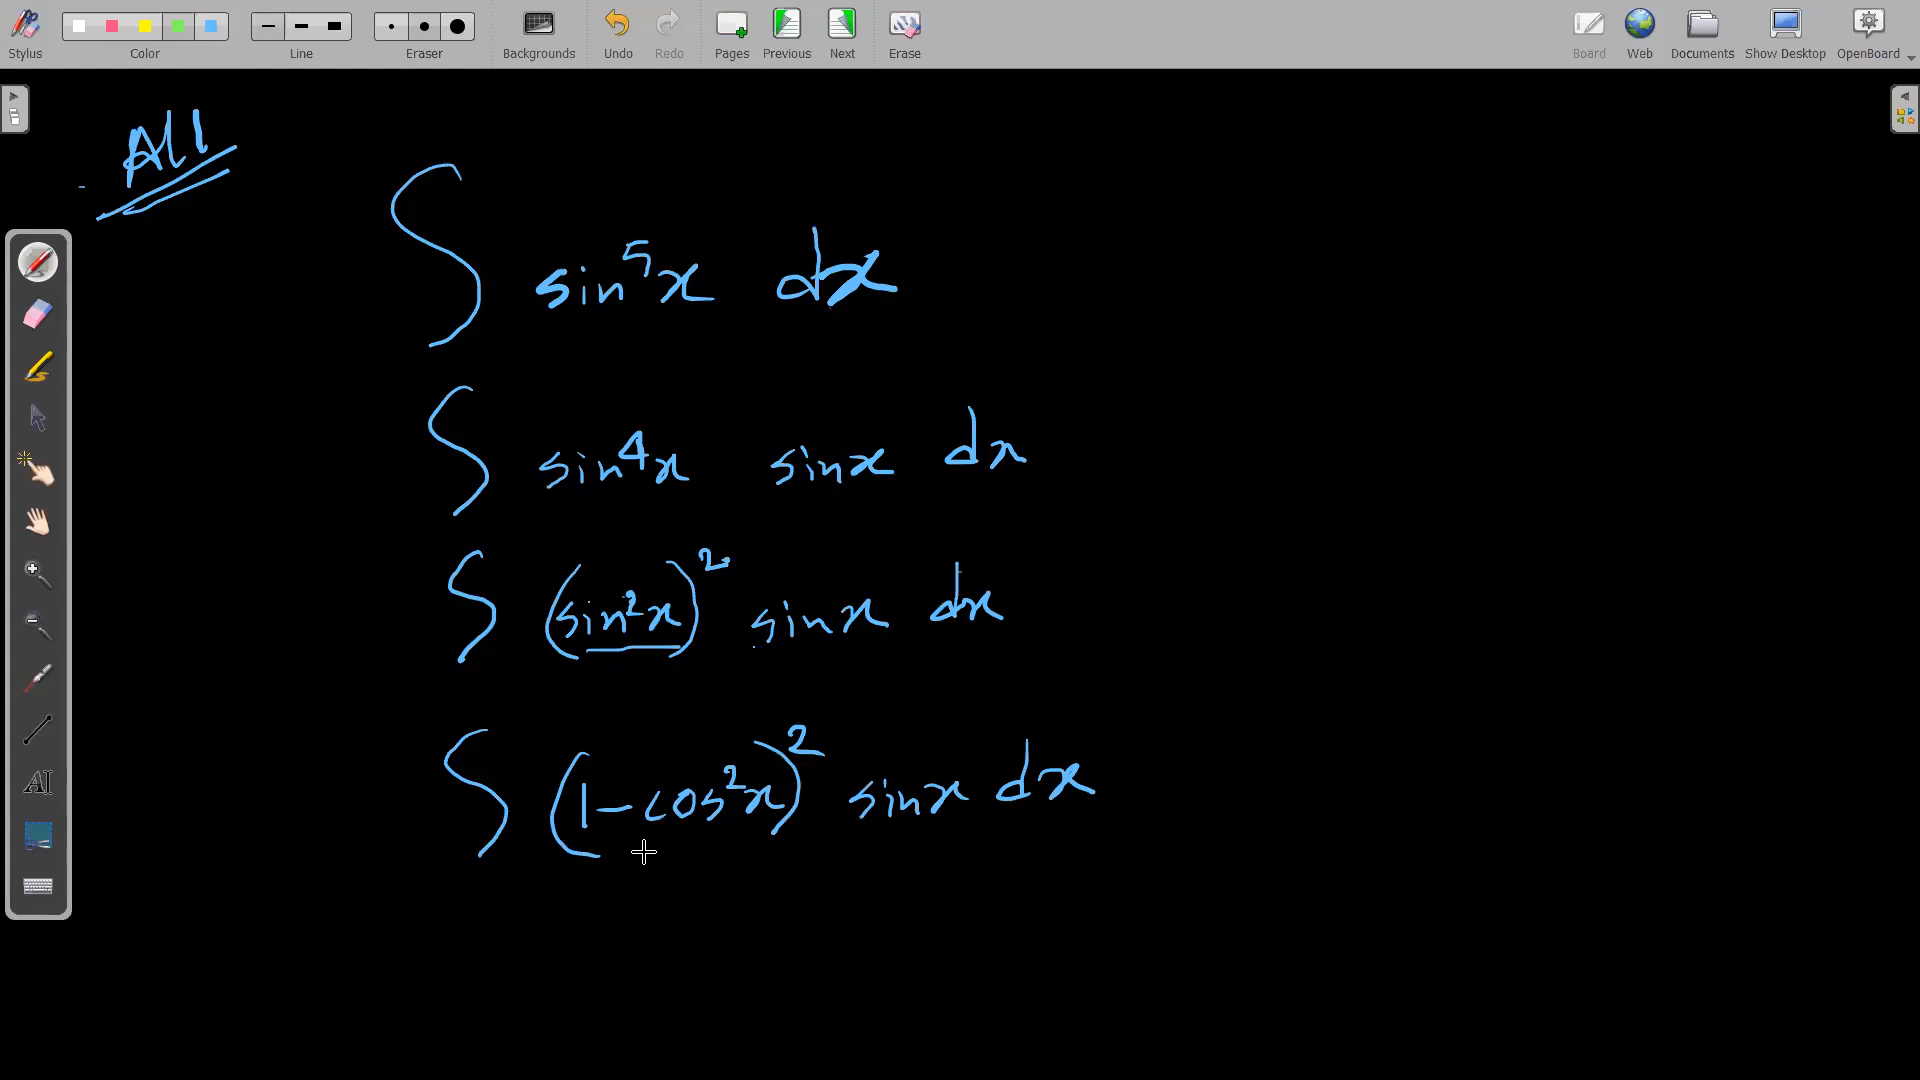 Stylus Color Line Eraser Backgrounds Undo Redo Pages Previous Next Erase Board Web Documents Show Desktop OpenBoard
∫ sin⁵x dx
∫ sin⁴x sinx dx
∫ (sin²x)² sinx dx
∫ (1-cos²x)² sinx dx
AI